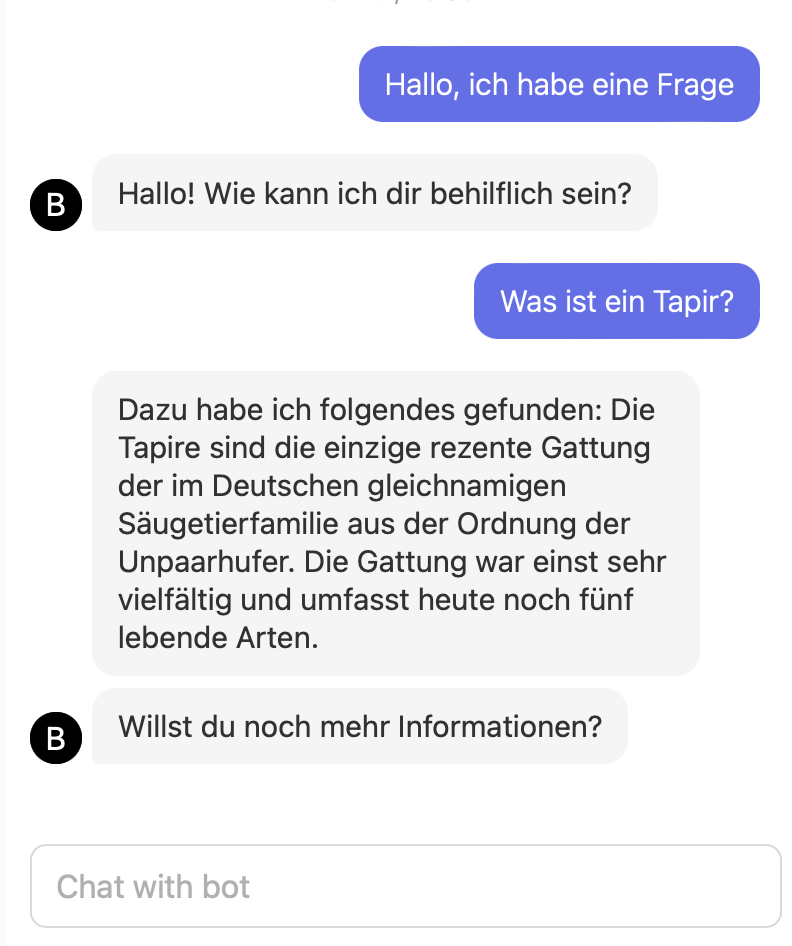 Hallo, ich habe eine Frage
B
Hallo! Wie kann ich dir behilflich sein?
Was ist ein Tapir?
Dazu habe ich folgendes gefunden: Die
Tapire sind die einzige rezente Gattung
der im Deutschen gleichnamigen
Säugetierfamilie aus der Ordnung der
Unpaarhufer. Die Gattung war einst sehr
vielfältig und umfasst heute noch fünf
lebende Arten.
B
Willst du noch mehr Informationen?
Chat with bot